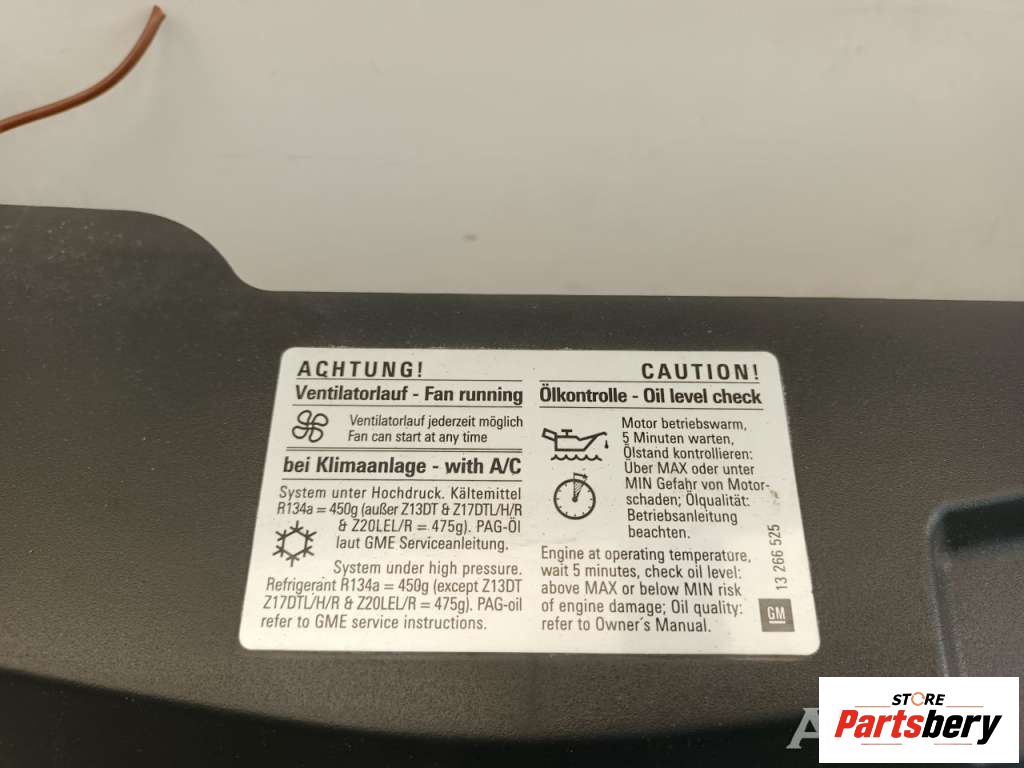 ACHTUNG!
Ventilatorlauf - Fan running
Ventilatorlauf jederzeit möglich
Fan can start at any time
bei Klimaanlage - with A/C
System unter Hochdruck. Kältemittel
R134a = 450g (außer Z13DT & Z17DTL/H/R
& Z20LEL/R = 475g). PAG-Öl
laut GME Serviceanleitung.
System under high pressure.
Refrigerant R134a = 450g (except Z13DT
Z17DTL/H/R & Z20LEL/R = 475g). PAG-oil
refer to GME service instructions.
CAUTION!
Ölkontrolle - Oil level check
Motor betriebswarm,
5 Minuten warten,
Ölstand kontrollieren:
Über MAX oder unter
MIN Gefahr von Motor-
schaden; Ölqualität:
Betriebsanleitung
beachten.
Engine at operating temperature,
wait 5 minutes, check oil level:
above MAX or below MIN risk
of engine damage; Oil quality:
refer to Owner´s Manual.
13 266 525
GM
STORE
Partsbery